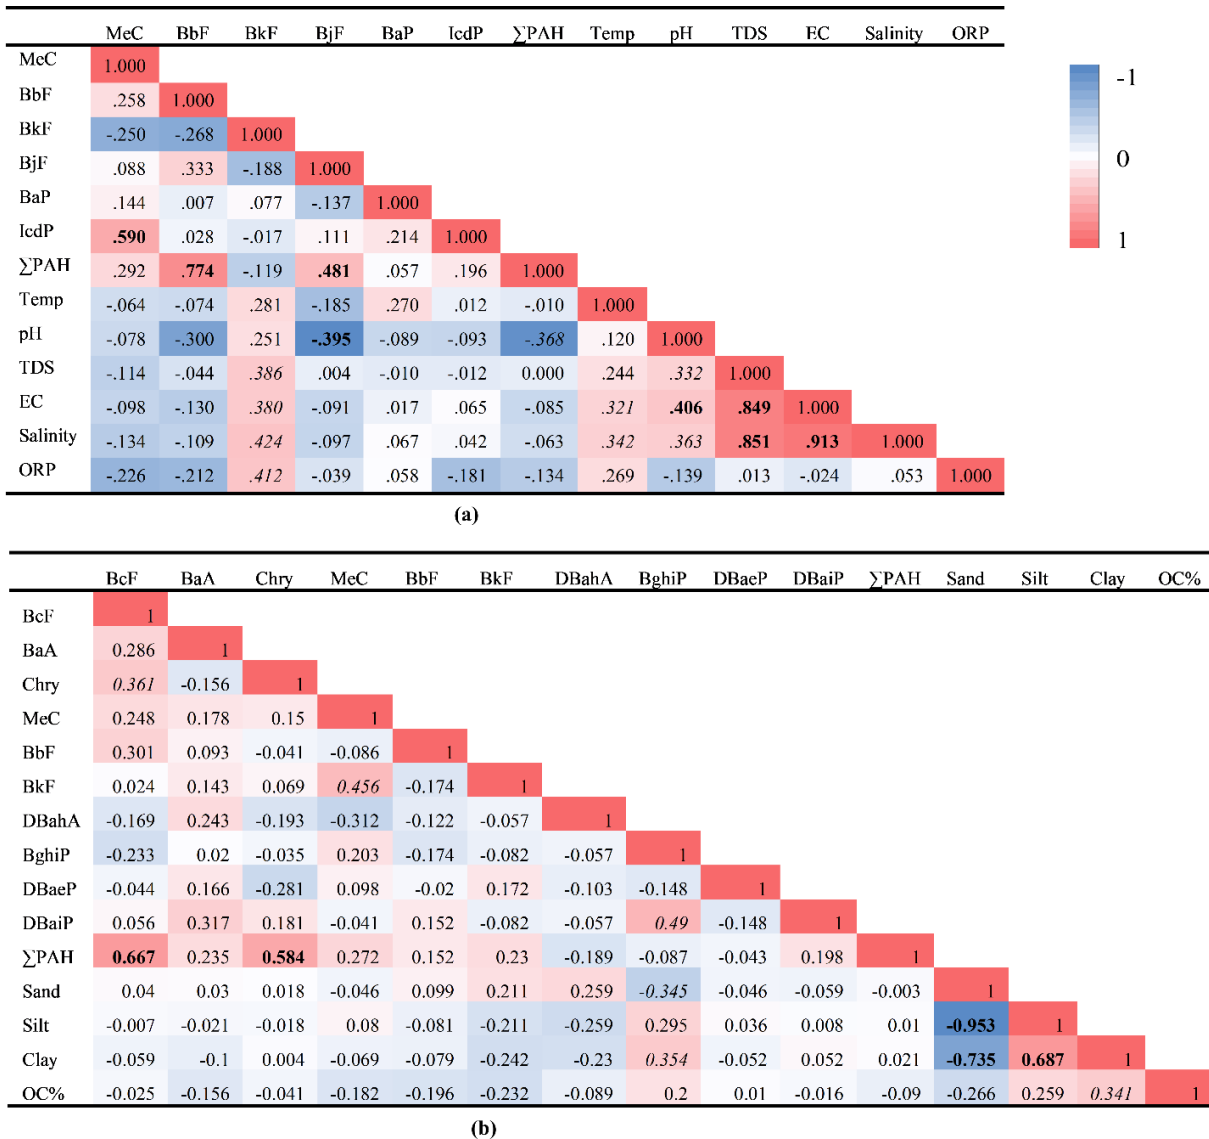 MeC BbF BkF BjF BaP IcdP ∑PAH Temp pH TDS EC Salinity ORP
MeC 1.000
BbF .258 1.000
BkF -.250 -.268 1.000
BjF .088 .333 -.188 1.000
BaP .144 .007 .077 -.137 1.000
IcdP .590 .028 -.017 .111 .214 1.000
∑PAH .292 .774 -.119 .481 .057 .196 1.000
Temp -.064 -.074 .281 -.185 .270 .012 -.010 1.000
pH -.078 -.300 .251 -.395 -.089 -.093 -.368 .120 1.000
TDS -.114 -.044 .386 .004 -.010 -.012 0.000 .244 .332 1.000
EC -.098 -.130 .380 -.091 .017 .065 -.085 .321 .406 .849 1.000
Salinity -.134 -.109 .424 -.097 .067 .042 -.063 .342 .363 .851 .913 1.000
ORP -.226 -.212 .412 -.039 .058 -.181 -.134 .269 -.139 .013 -.024 .053 1.000
-1
0
1
(a)
BcF BaA Chry MeC BbF BkF DBahA BghiP DBaeP DBaiP ∑PAH Sand Silt Clay OC%
BcF 1
BaA 0.286 1
Chry 0.361 -0.156 1
MeC 0.248 0.178 0.15 1
BbF 0.301 0.093 -0.041 -0.086 1
BkF 0.024 0.143 0.069 0.456 -0.174 1
DBahA -0.169 0.243 -0.193 -0.312 -0.122 -0.057 1
BghiP -0.233 0.02 -0.035 0.203 -0.174 -0.082 -0.057 1
DBaeP -0.044 0.166 -0.281 0.098 -0.02 0.172 -0.103 -0.148 1
DBaiP 0.056 0.317 0.181 -0.041 0.152 -0.082 -0.057 0.49 -0.148 1
∑PAH 0.667 0.235 0.584 0.272 0.152 0.23 -0.189 -0.087 -0.043 0.198 1
Sand 0.04 0.03 0.018 -0.046 0.099 0.211 0.259 -0.345 -0.046 -0.059 -0.003 1
Silt -0.007 -0.021 -0.018 0.08 -0.081 -0.211 -0.259 0.295 0.036 0.008 0.01 -0.953 1
Clay -0.059 -0.1 0.004 -0.069 -0.079 -0.242 -0.23 0.354 -0.052 0.052 0.021 -0.735 0.687 1
OC% -0.025 -0.156 -0.041 -0.182 -0.196 -0.232 -0.089 0.2 0.01 -0.016 -0.09 -0.266 0.259 0.341 1
(b)